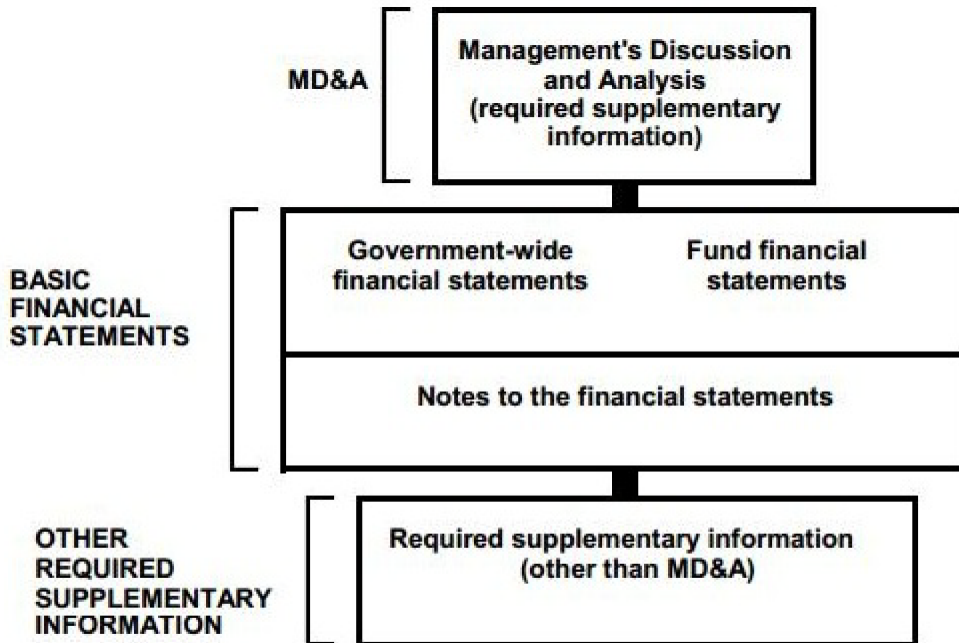 MD&A
Management's Discussion
and Analysis
(required supplementary
information)
BASIC
FINANCIAL
STATEMENTS
Government-wide
financial statements
Fund financial
statements
Notes to the financial statements
OTHER
REQUIRED
SUPPLEMENTARY
INFORMATION
Required supplementary information
(other than MD&A)